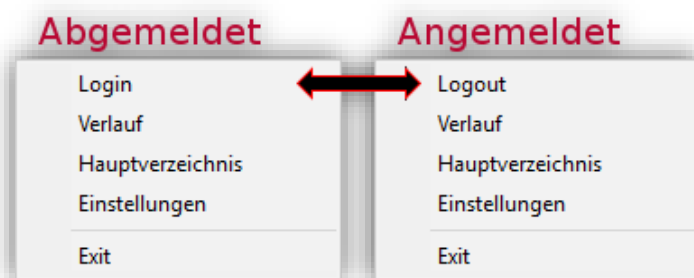 Abgemeldet
Login
Verlauf
Hauptverzeichnis
Einstellungen
Exit
Angemeldet
Logout
Verlauf
Hauptverzeichnis
Einstellungen
Exit